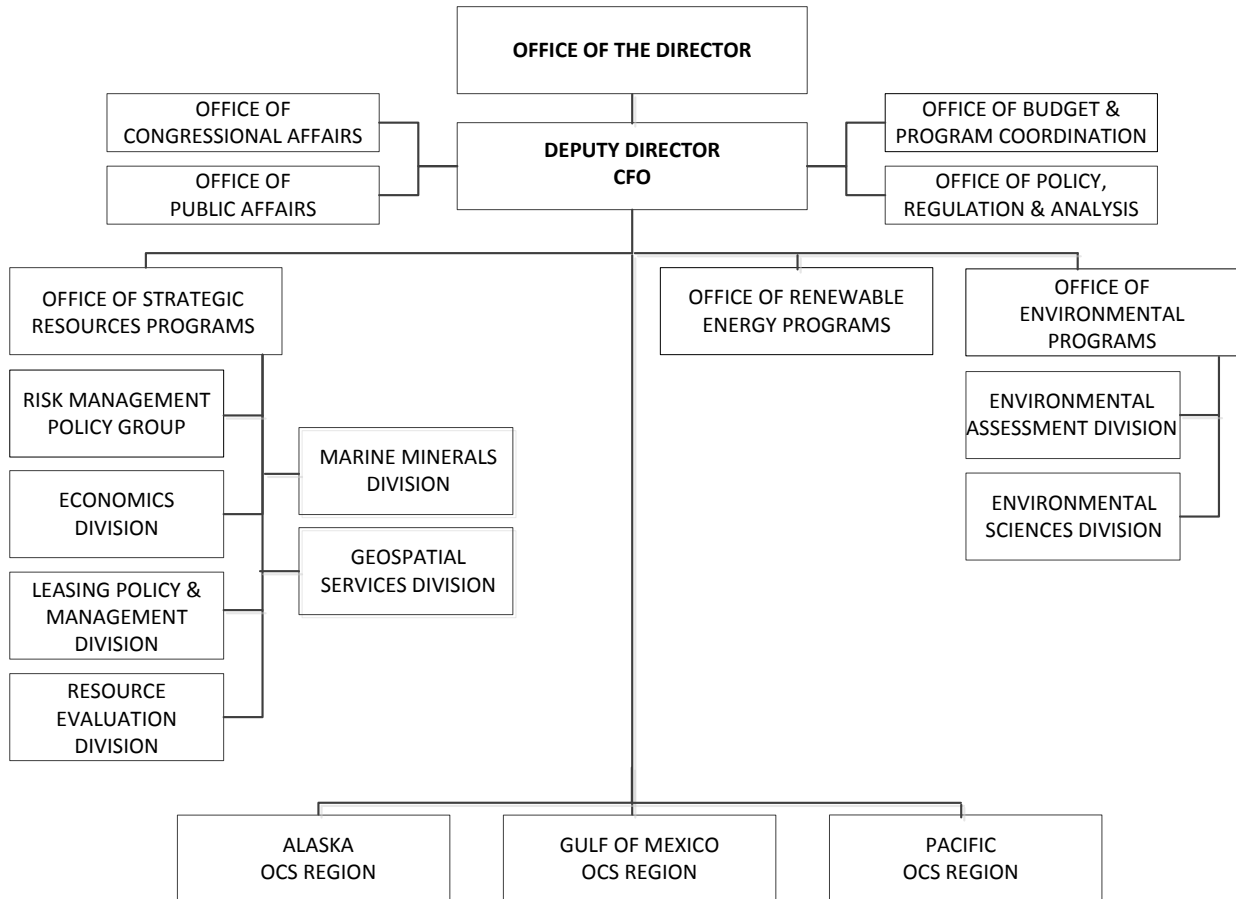 OFFICE OF THE DIRECTOR
OFFICE OF
CONGRESSIONAL AFFAIRS
DEPUTY DIRECTOR
CFO
OFFICE OF BUDGET &
PROGRAM COORDINATION
OFFICE OF
PUBLIC AFFAIRS
OFFICE OF POLICY,
REGULATION & ANALYSIS
OFFICE OF STRATEGIC
RESOURCES PROGRAMS
OFFICE OF RENEWABLE
ENERGY PROGRAMS
OFFICE OF
ENVIRONMENTAL
PROGRAMS
RISK MANAGEMENT
POLICY GROUP
MARINE MINERALS
DIVISION
ECONOMICS
DIVISION
GEOSPATIAL
SERVICES DIVISION
LEASING POLICY &
MANAGEMENT
DIVISION
RESOURCE
EVALUATION
DIVISION
ENVIRONMENTAL
ASSESSMENT DIVISION
ENVIRONMENTAL
SCIENCES DIVISION
ALASKA
OCS REGION
GULF OF MEXICO
OCS REGION
PACIFIC
OCS REGION